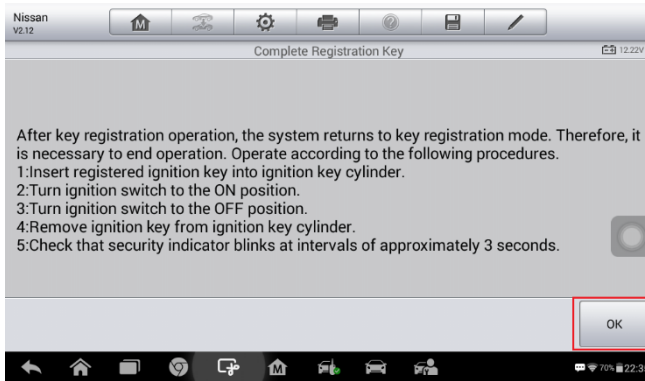 Nissan
V2.12
M
Complete Registration Key
12.22V
After key registration operation, the system returns to key registration mode. Therefore, it
is necessary to end operation. Operate according to the following procedures.
1:Insert registered ignition key into ignition key cylinder.
2:Turn ignition switch to the ON position.
3:Turn ignition switch to the OFF position.
4:Remove ignition key from ignition key cylinder.
5:Check that security indicator blinks at intervals of approximately 3 seconds.
OK
M
70%